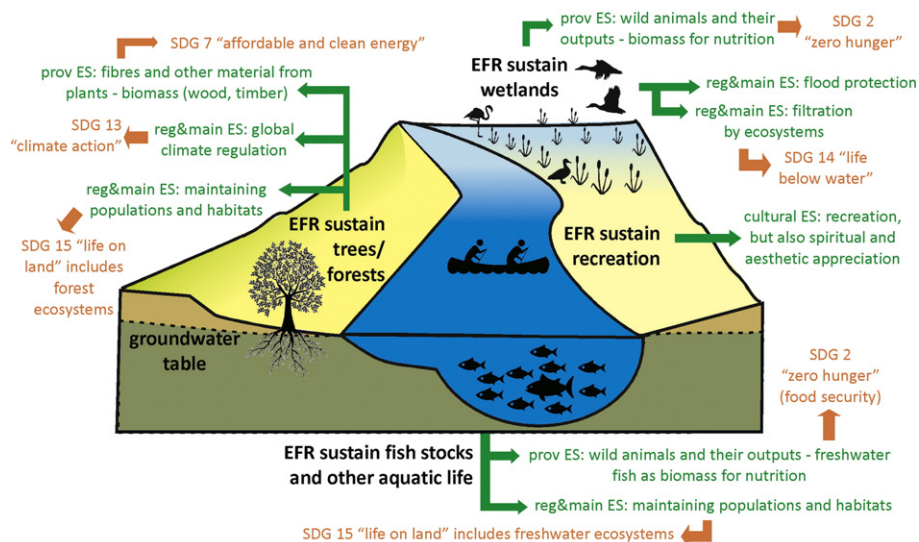 SDG 7 “affordable and clean energy”
prov ES: fibres and other material from
plants - biomass (wood, timber)
SDG 13
“climate action”
reg&main ES: global
climate regulation
reg&main ES: maintaining
populations and habitats
SDG 15 “life on
land” includes
forest
ecosystems
EFR sustain
trees/
forests
groundwater
table
EFR sustain
wetlands
prov ES: wild animals and their
outputs - biomass for nutrition
SDG 2
“zero hunger”
reg&main ES: flood protection
reg&main ES: filtration
by ecosystems
SDG 14 “life
below water”
EFR sustain
recreation
cultural ES: recreation,
but also spiritual and
aesthetic appreciation
SDG 2
“zero hunger”
(food security)
EFR sustain fish stocks
and other aquatic life
prov ES: wild animals and their outputs - freshwater
fish as biomass for nutrition
reg&main ES: maintaining populations and habitats
SDG 15 “life on land” includes freshwater ecosystems